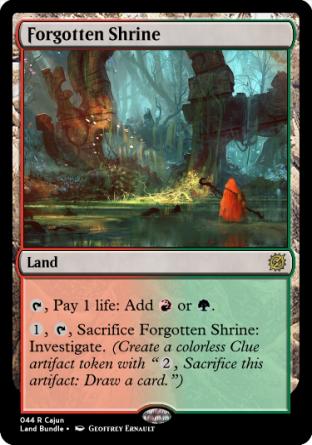 Forgotten Shrine
Land
, Pay 1 life: Add or .
1, , Sacrifice Forgotten Shrine:
Investigate. (Create a colorless Clue
artifact token with “2, Sacrifice this
artifact: Draw a card.”)
044 R Cajun
Land Bundle • Geoffrey Ernault